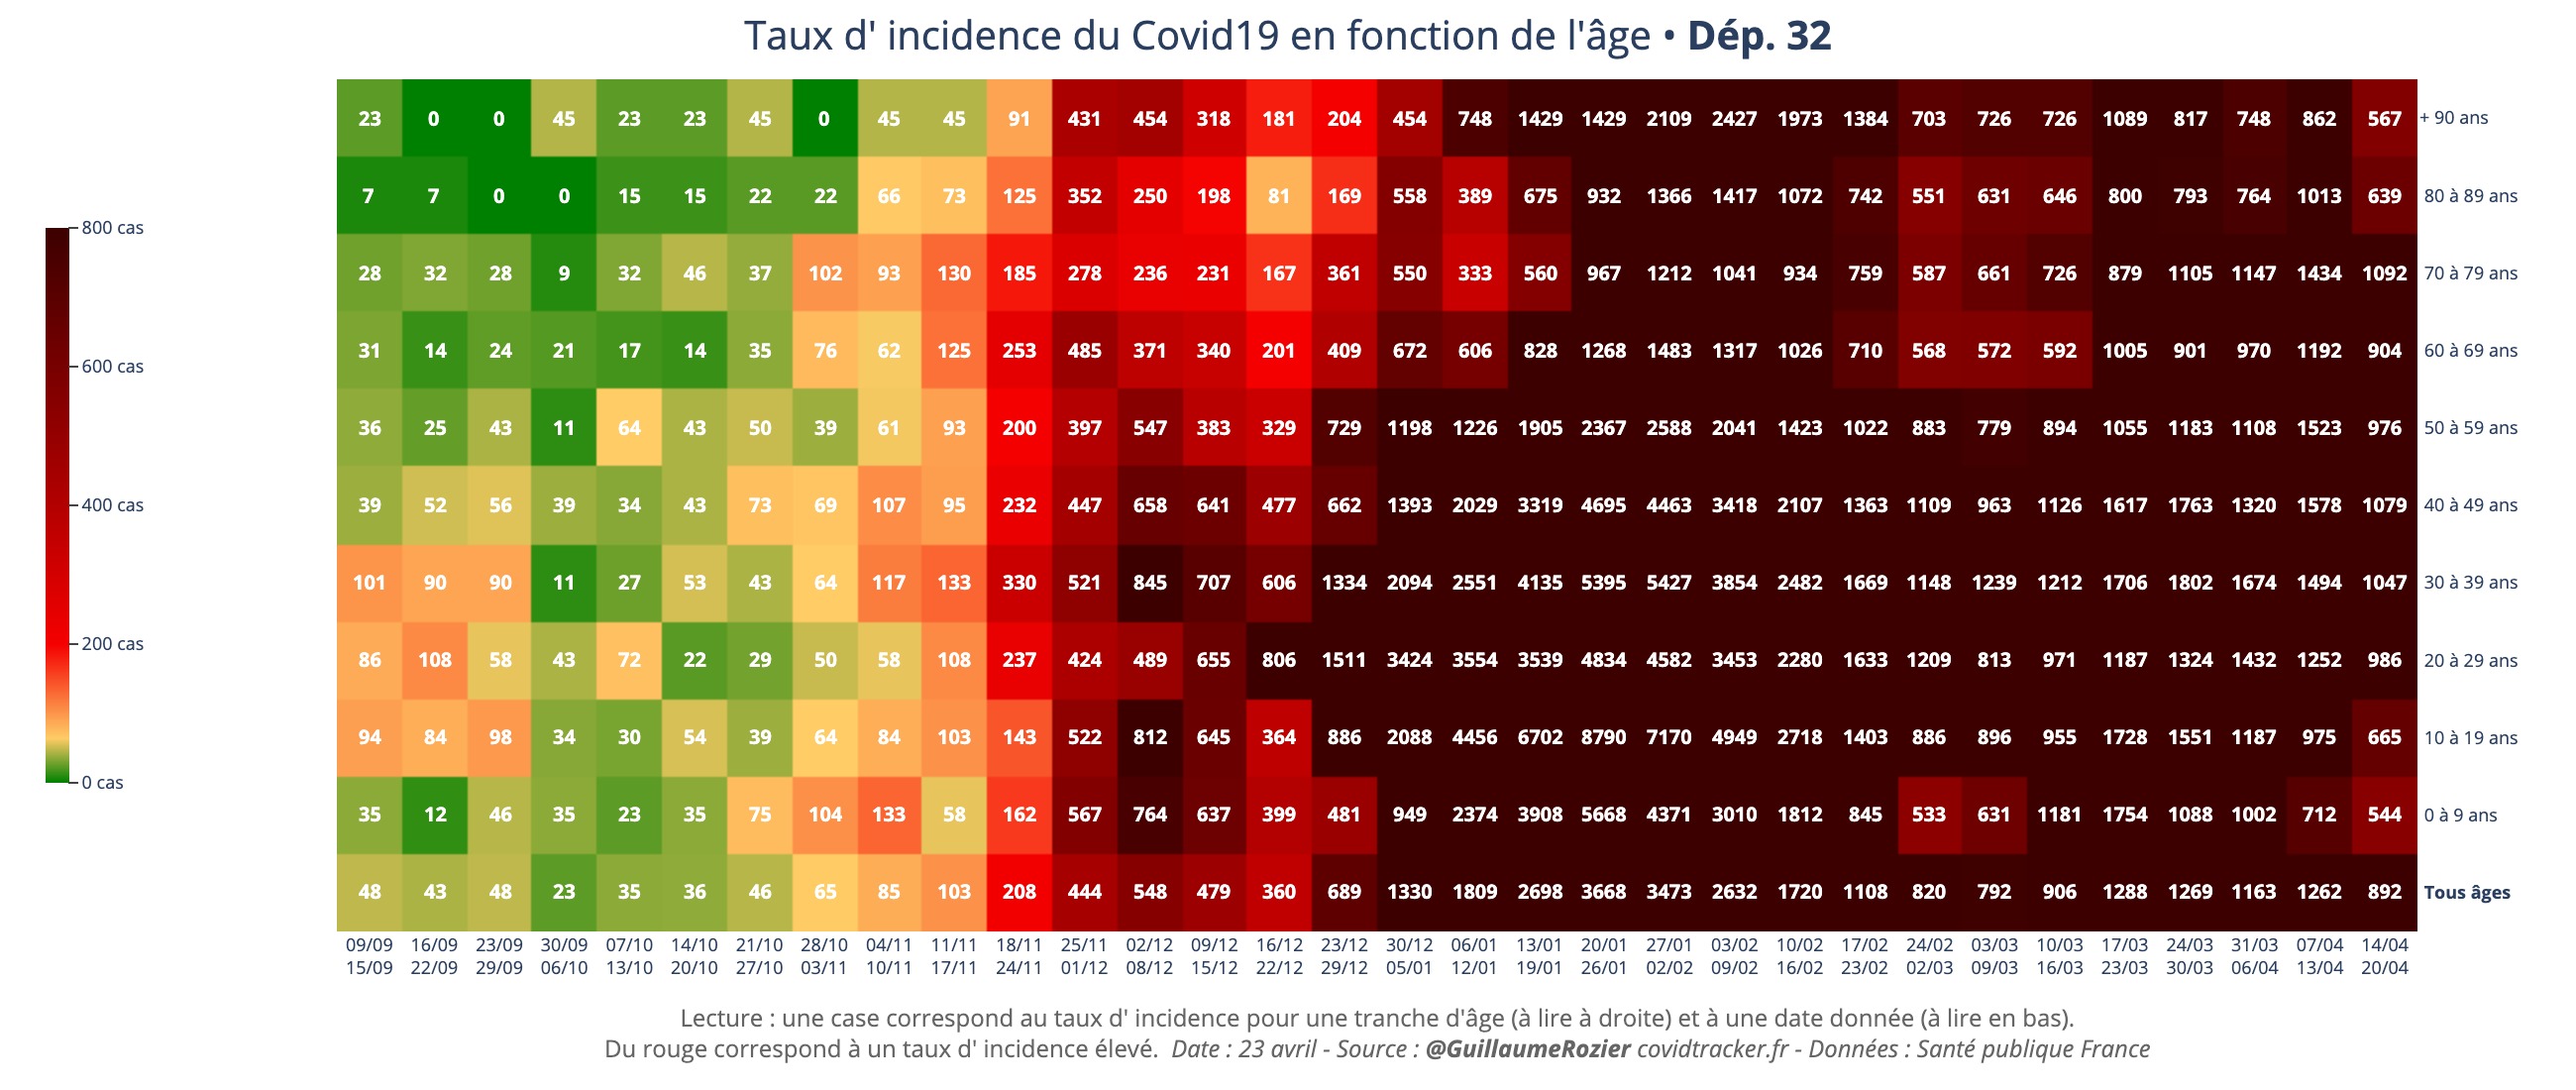 Taux d' incidence du Covid19 en fonction de l'âge • Dép. 32
800 cas
600 cas
400 cas
200 cas
0 cas
23 0 0 45 23 23 45 0 45 45 91 431 454 318 181 204 454 748 1429 1429 2109 2427 1973 1384 703 726 726 1089 817 748 862 567 + 90 ans
7 7 0 0 15 15 22 22 66 73 125 352 250 198 81 169 558 389 675 932 1366 1417 1072 742 551 631 646 800 793 764 1013 639 80 à 89 ans
28 32 28 9 32 46 37 102 93 130 185 278 236 231 167 361 550 333 560 967 1212 1041 934 759 587 661 726 879 1105 1147 1434 1092 70 à 79 ans
31 14 24 21 17 14 35 76 62 125 253 485 371 340 201 409 672 606 828 1268 1483 1317 1026 710 568 572 592 1005 901 970 1192 904 60 à 69 ans
36 25 43 11 64 43 50 39 61 93 200 397 547 383 329 729 1198 1226 1905 2367 2588 2041 1423 1022 883 779 894 1055 1183 1108 1523 976 50 à 59 ans
39 52 56 39 34 43 73 69 107 95 232 447 658 641 477 662 1393 2029 3319 4695 4463 3418 2107 1363 1109 963 1126 1617 1763 1320 1578 1079 40 à 49 ans
101 90 90 11 27 53 43 64 117 133 330 521 845 707 606 1334 2094 2551 4135 5395 5427 3854 2482 1669 1148 1239 1212 1706 1802 1674 1494 1047 30 à 39 ans
86 108 58 43 72 22 29 50 58 108 237 424 489 655 806 1511 3424 3554 3539 4834 4582 3453 2280 1633 1209 813 971 1187 1324 1432 1252 986 20 à 29 ans
94 84 98 34 30 54 39 64 84 103 143 522 812 645 364 886 2088 4456 6702 8790 7170 4949 2718 1403 886 896 955 1728 1551 1187 975 665 10 à 19 ans
35 12 46 35 23 35 75 104 133 58 162 567 764 637 399 481 949 2374 3908 5668 4371 3010 1812 845 533 631 1181 1754 1088 1002 712 544 0 à 9 ans
48 43 48 23 35 36 46 65 85 103 208 444 548 479 360 689 1330 1809 2698 3668 3473 2632 1720 1108 820 792 906 1288 1269 1163 1262 892 Tous âges
09/09 16/09 23/09 30/09 07/10 14/10 21/10 28/10 04/11 11/11 18/11 25/11 02/12 09/12 16/12 23/12 30/12 06/01 13/01 20/01 27/01 03/02 10/02 17/02 24/02 03/03 10/03 17/03 24/03 31/03 07/04 14/04
15/09 22/09 29/09 06/10 13/10 20/10 27/10 03/11 10/11 17/11 24/11 01/12 08/12 15/12 22/12 29/12 05/01 12/01 19/01 26/01 02/02 09/02 16/02 23/02 02/03 09/03 16/03 23/03 30/03 06/04 13/04 20/04
Lecture : une case correspond au taux d' incidence pour une tranche d'âge (à lire à droite) et à une date donnée (à lire en bas).
Du rouge correspond à un taux d' incidence élevé. Date : 23 avril - Source : @GuillaumeRozier covidtracker.fr - Données : Santé publique France